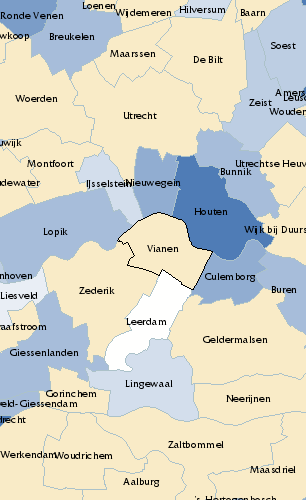 Loenen
Ronde Venen
Wijdemeren
Hilversum
Baarn
wkoop
Breukelen
Soest
Maarssen
De Bilt
Woerden
Amers
Leus
Zeist
Wouden
Utrecht
uwijk
Montfoort
Utrechtse Heuv
Bunnik
IJsselstein
Nieuwegein
dewater
Houten
Lopik
Wijk bij Duurs
Vianen
nhoven
Culemborg
Liesveld
Zederik
Buren
aafstroom
Leerdam
Geldermalsen
Giessenlanden
Lingewaal
Gorinchem
eld-Giessendam
Neerijnen
recht
Zaltbommel
Werkendam
Woudrichem
Maasdriel
Aalburg
's-Hertogenbosch